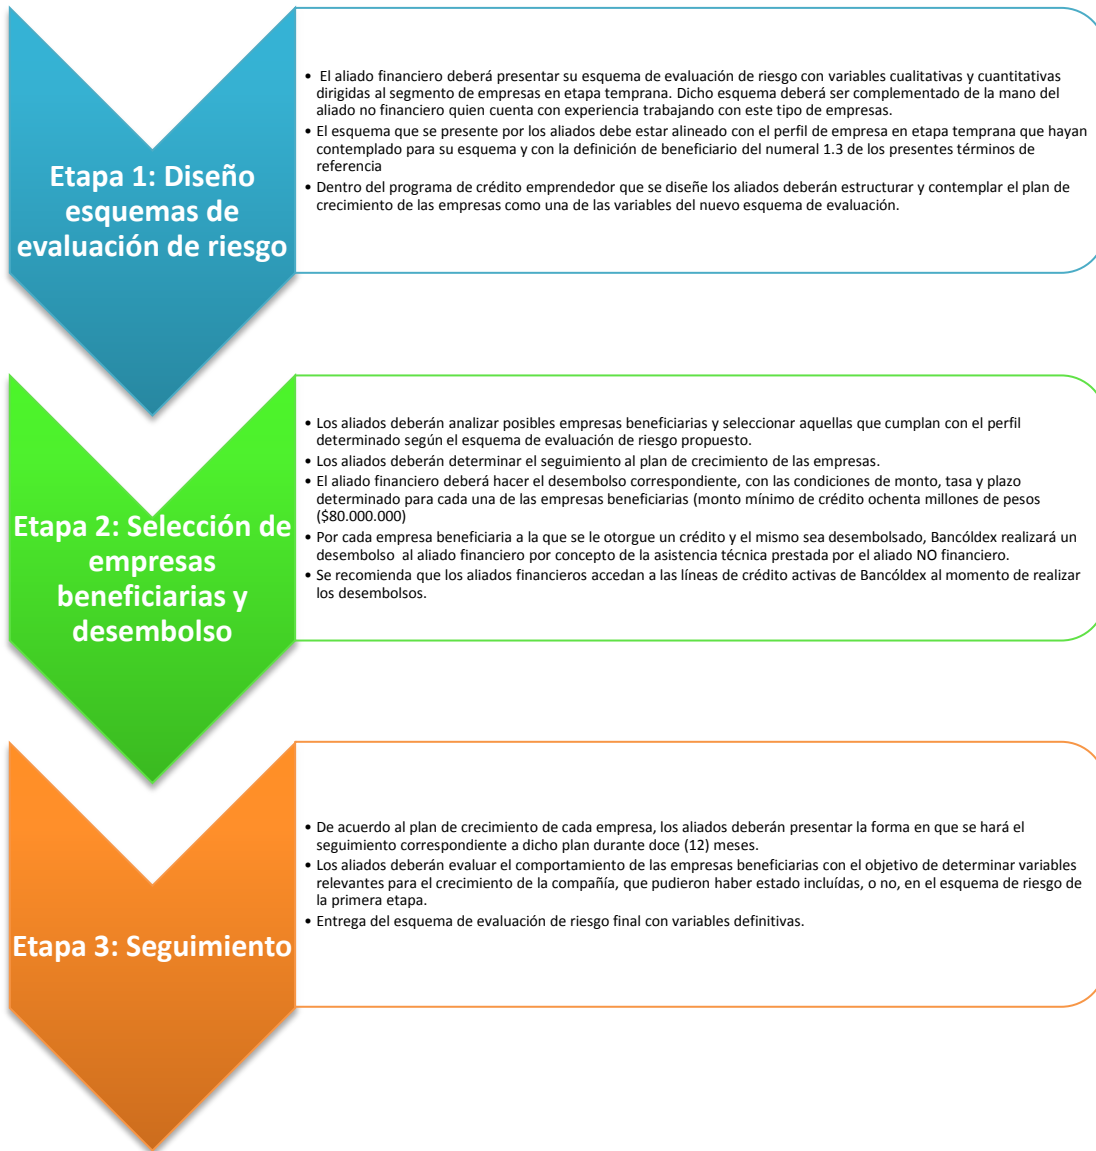 Etapa 1: Diseño
esquemas de
evaluación de riesgo
• El aliado financiero deberá presentar su esquema de evaluación de riesgo con variables cualitativas y cuantitativas
dirigidas al segmento de empresas en etapa temprana. Dicho esquema deberá ser complementado de la mano del
aliado no financiero quien cuenta con experiencia trabajando con este tipo de empresas.
• El esquema que se presente por los aliados debe estar alineado con el perfil de empresa en etapa temprana que hayan
contemplado para su esquema y con la definición de beneficiario del numeral 1.3 de los presentes términos de
referencia
• Dentro del programa de crédito emprendedor que se diseñe los aliados deberán estructurar y contemplar el plan de
crecimiento de las empresas como una de las variables del nuevo esquema de evaluación.
Etapa 2: Selección de
empresas
beneficiarias y
desembolso
• Los aliados deberán analizar posibles empresas beneficiarias y seleccionar aquellas que cumplan con el perfil
determinado según el esquema de evaluación de riesgo propuesto.
• Los aliados deberán determinar el seguimiento al plan de crecimiento de las empresas.
• El aliado financiero deberá hacer el desembolso correspondiente, con las condiciones de monto, tasa y plazo
determinado para cada una de las empresas beneficiarias (monto mínimo de crédito ochenta millones de pesos
($80.000.000)
• Por cada empresa beneficiaria a la que se le otorgue un crédito y el mismo sea desembolsado, Bancóldex realizará un
desembolso al aliado financiero por concepto de la asistencia técnica prestada por el aliado NO financiero.
• Se recomienda que los aliados financieros accedan a las líneas de crédito activas de Bancóldex al momento de realizar
los desembolsos.
Etapa 3: Seguimiento
• De acuerdo al plan de crecimiento de cada empresa, los aliados deberán presentar la forma en que se hará el
seguimiento correspondiente a dicho plan durante doce (12) meses.
• Los aliados deberán evaluar el comportamiento de las empresas beneficiarias con el objetivo de determinar variables
relevantes para el crecimiento de la compañía, que pudieron haber estado incluídas, o no, en el esquema de riesgo de
la primera etapa.
• Entrega del esquema de evaluación de riesgo final con variables definitivas.